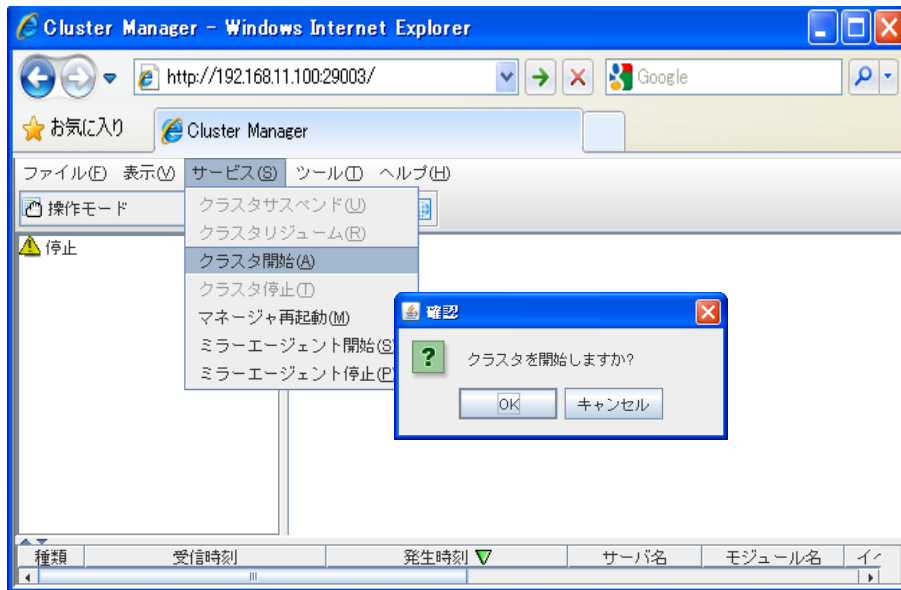 Cluster Manager - Windows Internet Explorer
http://192.168.11.100:29003/
Google
お気に入り
Cluster Manager
ファイル(F) 表示(V) サービス(S) ツール(T) ヘルプ(H)
操作モード
停止
クラスタサスペンド(U)
クラスタリジューム(R)
クラスタ開始(A)
クラスタ停止(T)
マネージャ再起動(M)
ミラーエージェント開始(S
ミラーエージェント停止(P
確認
クラスタを開始しますか?
OK キャンセル
種類 受信時刻 発生時刻 サーバ名 モジュール名